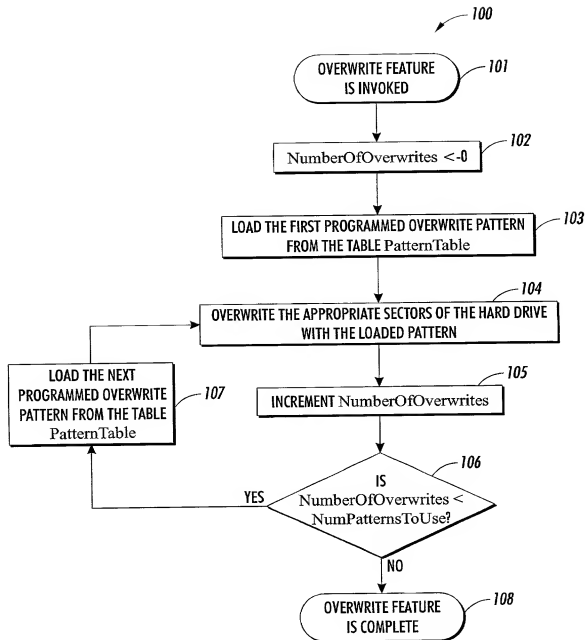 100
OVERWRITE FEATURE
IS INVOKED
101
NumberOfOverwrites <-0
102
LOAD THE FIRST PROGRAMMED OVERWRITE PATTERN
FROM THE TABLE PatternTable
103
104
OVERWRITE THE APPROPRIATE SECTORS OF THE HARD DRIVE
WITH THE LOADED PATTERN
LOAD THE NEXT
PROGRAMMED OVERWRITE
PATTERN FROM THE TABLE
PatternTable
107
INCREMENT NumberOfOverwrites
105
106
IS
NumberOfOverwrites <
NumPatternsToUse?
YES
NO
OVERWRITE FEATURE
IS COMPLETE
108